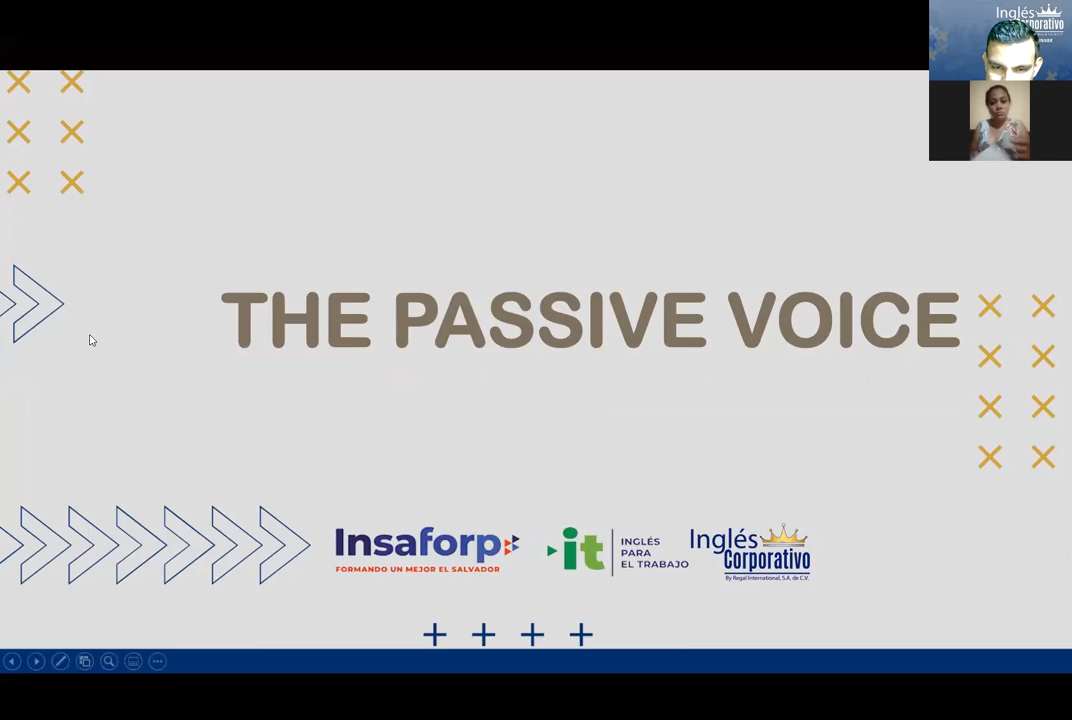 Inglés
Corporativo
THE PASSIVE VOICE
Insaforp
FORMANDO UN MEJOR EL SALVADOR
it
INGLÉS
PARA
EL TRABAJO
Inglés
Corporativo
By Regal International, S.A. de C.V.